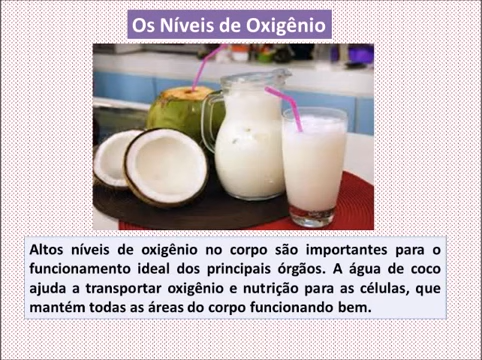 Os Níveis de Oxigênio
Altos níveis de oxigênio no corpo são importantes para o
funcionamento ideal dos principais órgãos. A água de coco
ajuda a transportar oxigênio e nutrição para as células, que
mantém todas as áreas do corpo funcionando bem.